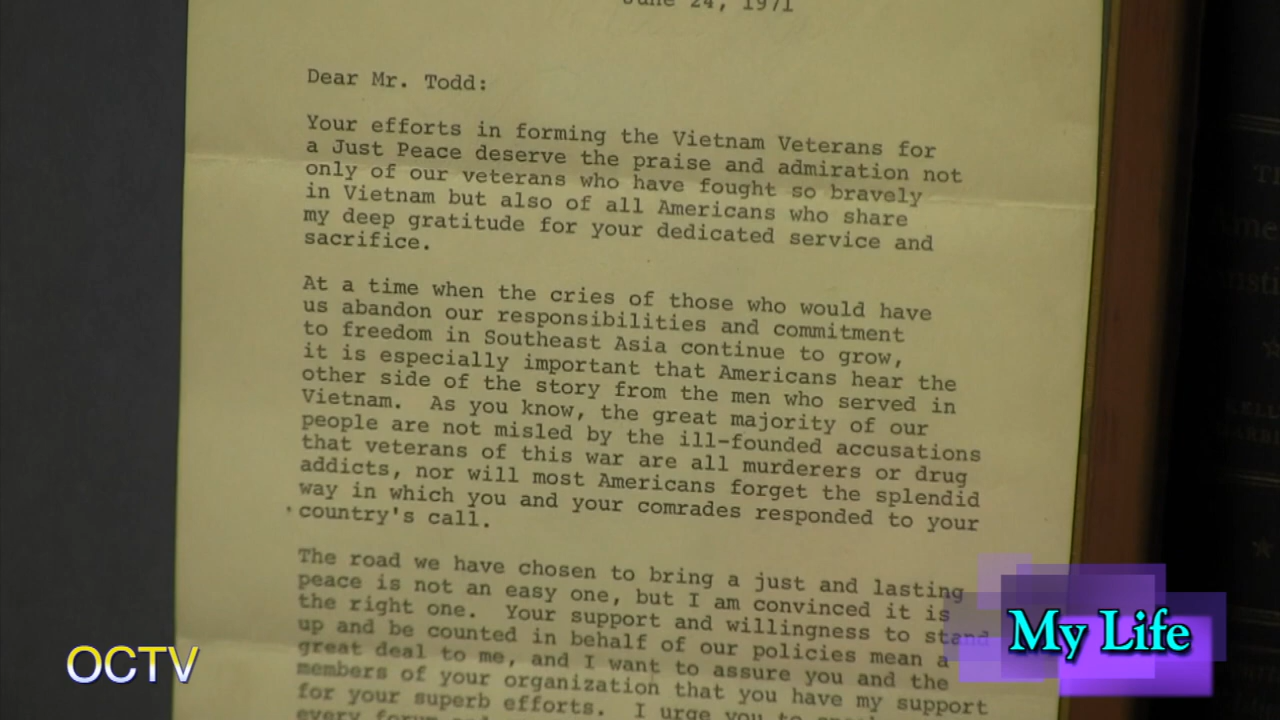 June 24, 1971
Dear Mr. Todd:
Your efforts in forming the Vietnam Veterans for
a Just Peace deserve the praise and admiration not
only of our veterans who have fought so bravely
in Vietnam but also of all Americans who share
my deep gratitude for your dedicated service and
sacrifice.
At a time when the cries of those who would have
us abandon our responsibilities and commitment
to freedom in Southeast Asia continue to grow,
it is especially important that Americans hear the
other side of the story from the men who served in
Vietnam. As you know, the great majority of our
people are not misled by the ill-founded accusations
that veterans of this war are all murderers or drug
addicts, nor will most Americans forget the splendid
way in which you and your comrades responded to your
country's call.
The road we have chosen to bring a just and lasting
peace is not an easy one, but I am convinced it is
the right one. Your support and willingness to stand
up and be counted in behalf of our policies mean a
great deal to me, and I want to assure you and the
members of your organization that you have my support
for your superb efforts. I urge you to
every
OCTV
My Life